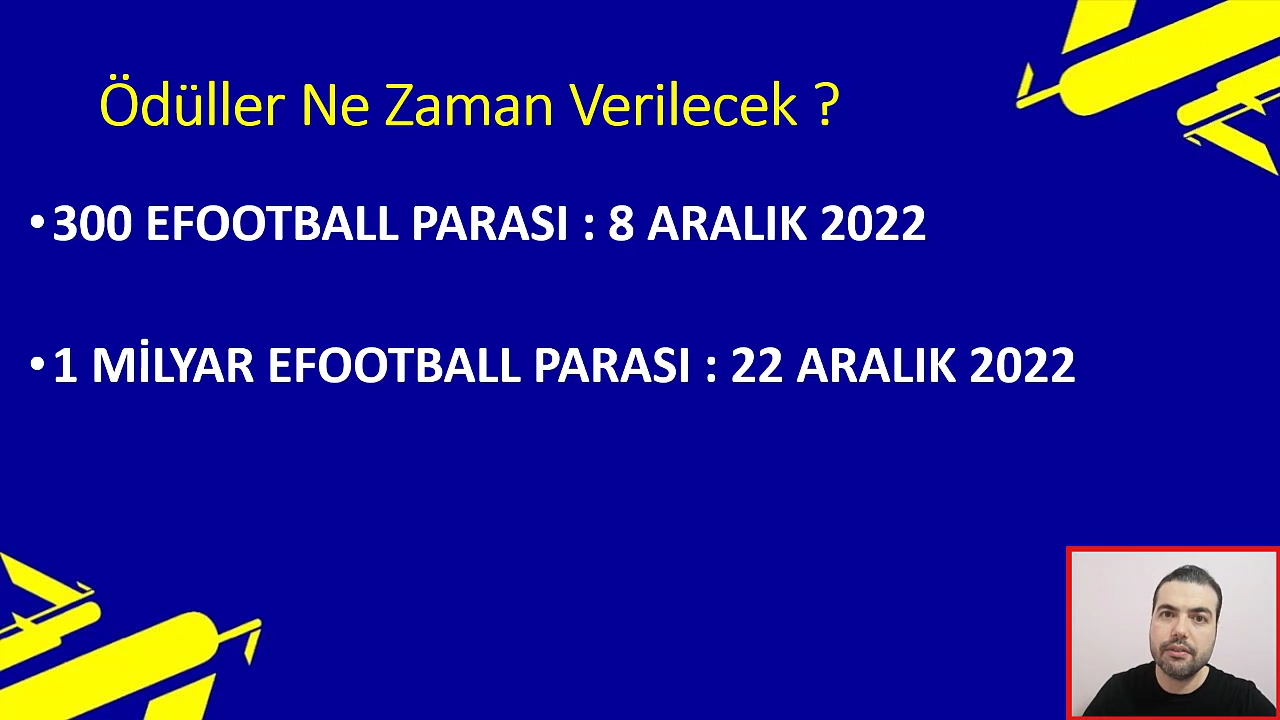 Ödüller Ne Zaman Verilecek ?
•300 EFOOTBALL PARASI : 8 ARALIK 2022
•1 MİLYAR EFOOTBALL PARASI : 22 ARALIK 2022